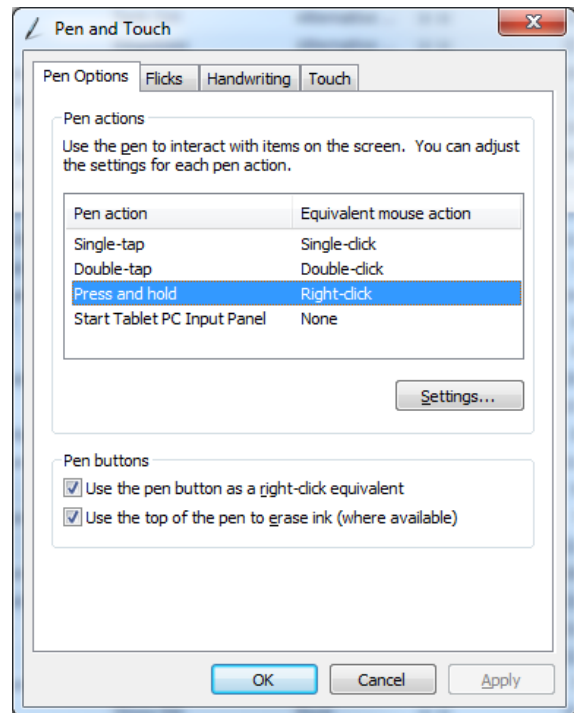 Pen and Touch
Pen Options Flicks Handwriting Touch
Pen actions
Use the pen to interact with items on the screen. You can adjust
the settings for each pen action.
Pen action Equivalent mouse action
Single-tap Single-click
Double-tap Double-click
Press and hold Right-click
Start Tablet PC Input Panel None
Settings...
Pen buttons
Use the pen button as a right-click equivalent
Use the top of the pen to erase ink (where available)
OK Cancel Apply